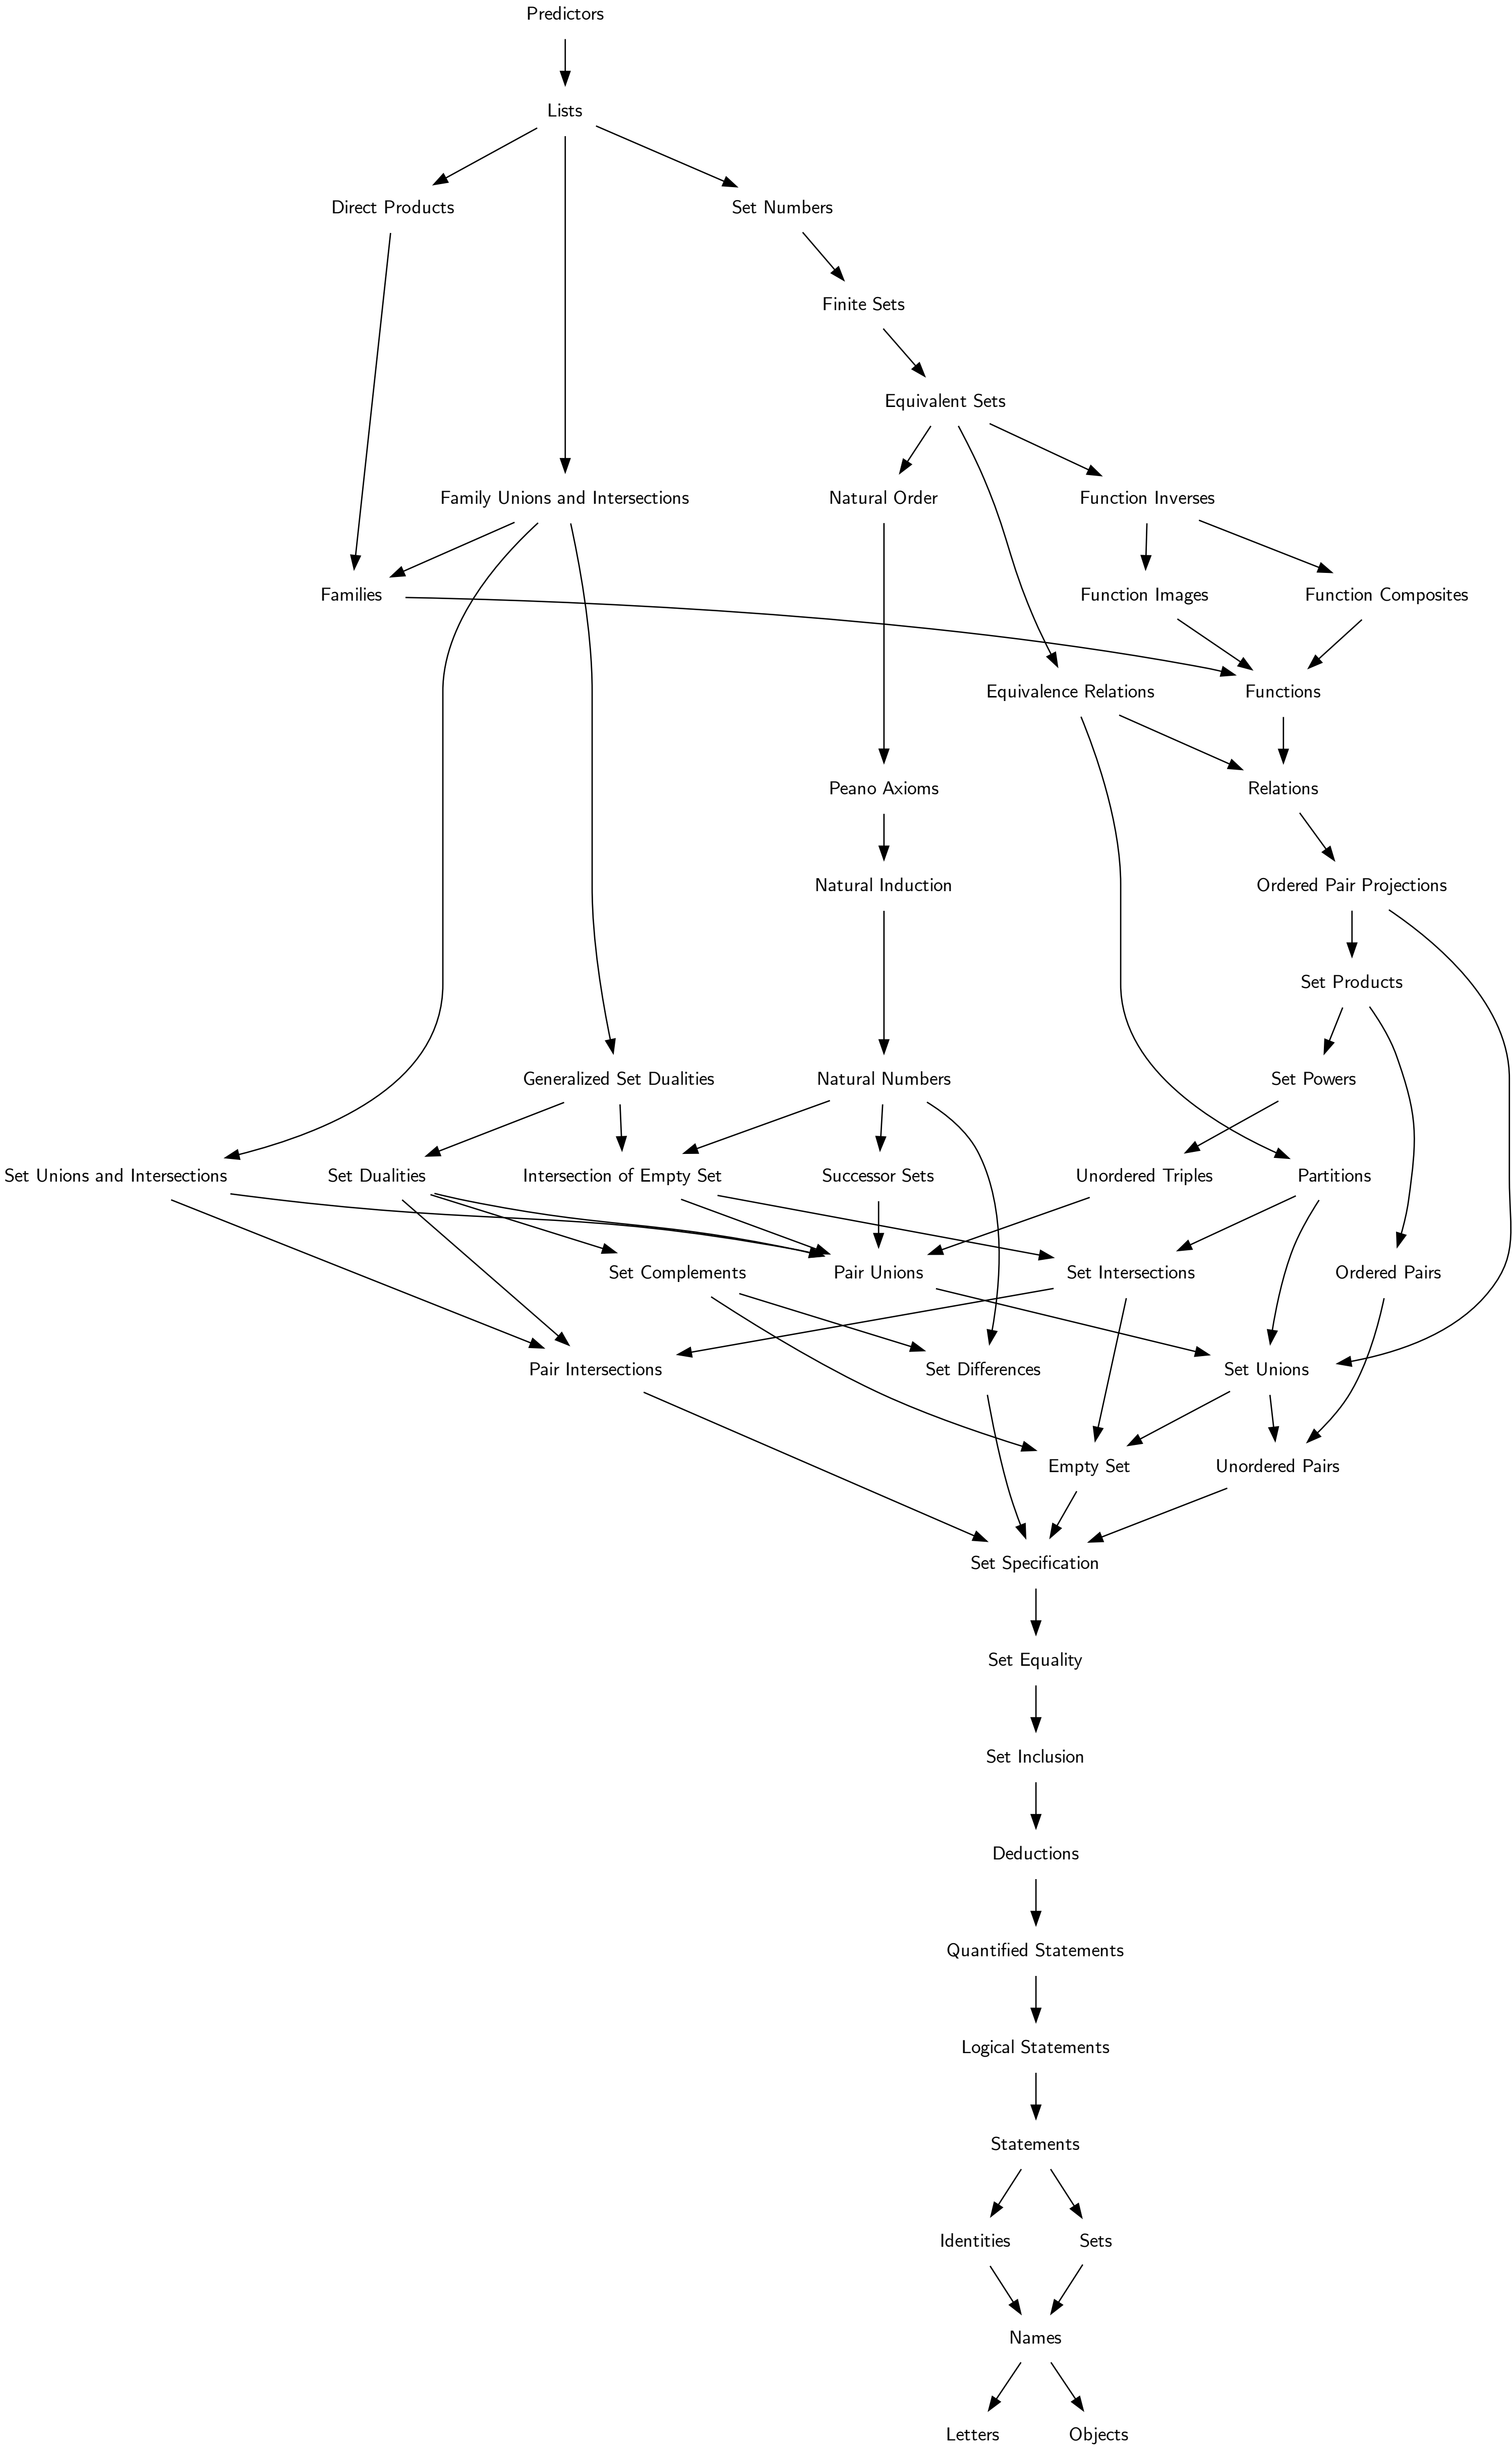 Predictors
Lists
Direct Products
Set Numbers
Finite Sets
Equivalent Sets
Family Unions and Intersections
Natural Order
Function Inverses
Families
Function Images
Function Composites
Equivalence Relations
Functions
Peano Axioms
Relations
Natural Induction
Ordered Pair Projections
Set Products
Generalized Set Dualities
Natural Numbers
Set Powers
Set Unions and Intersections
Set Dualities
Intersection of Empty Set
Successor Sets
Unordered Triples
Partitions
Set Complements
Pair Unions
Set Intersections
Ordered Pairs
Pair Intersections
Set Differences
Set Unions
Empty Set
Unordered Pairs
Set Specification
Set Equality
Set Inclusion
Deductions
Quantified Statements
Logical Statements
Statements
Identities
Sets
Names
Letters
Objects